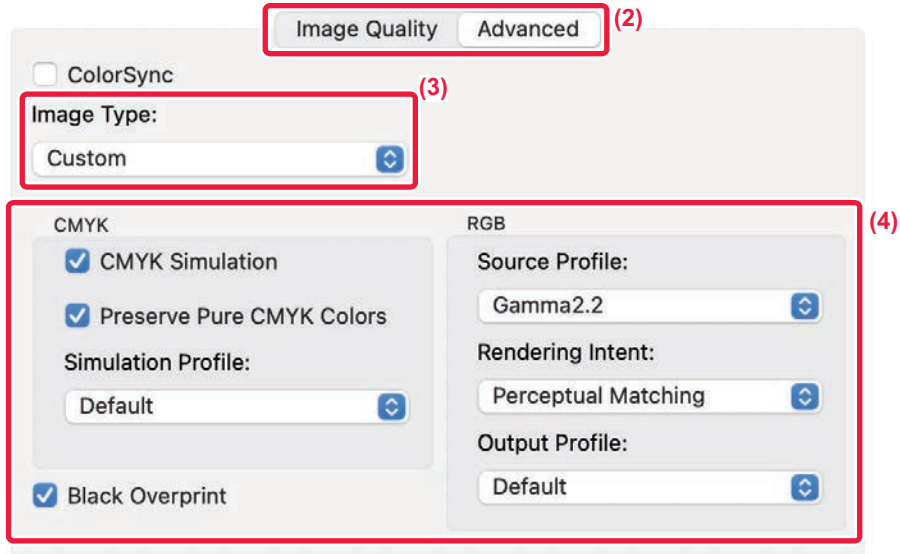 Image Quality Advanced (2)
ColorSync
(3)
Image Type:
Custom
(4)
CMYK
CMYK Simulation
Preserve Pure CMYK Colors
Simulation Profile:
Default
Black Overprint
RGB
Source Profile:
Gamma2.2
Rendering Intent:
Perceptual Matching
Output Profile:
Default